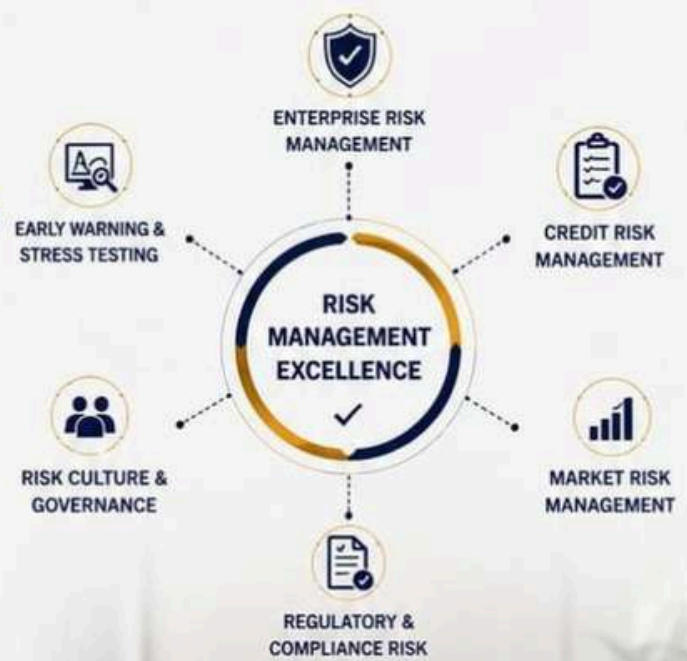 ENTERPRISE RISK
MANAGEMENT
EARLY WARNING &
STRESS TESTING
CREDIT RISK
MANAGEMENT
RISK
MANAGEMENT
EXCELLENCE
RISK CULTURE &
GOVERNANCE
MARKET RISK
MANAGEMENT
REGULATORY &
COMPLIANCE RISK